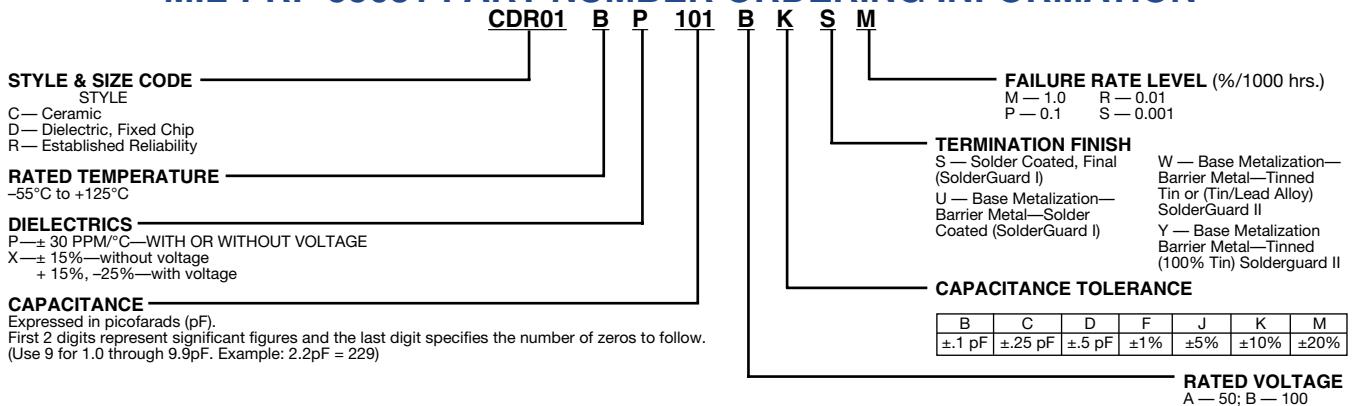 CDR01 B P 101 B K S M
STYLE & SIZE CODE
STYLE
C— Ceramic
D— Dielectric, Fixed Chip
R— Established Reliability
RATED TEMPERATURE
–55°C to +125°C
DIELECTRICS
P—± 30 PPM/°C—WITH OR WITHOUT VOLTAGE
X—± 15%—without voltage
+ 15%, –25%—with voltage
CAPACITANCE
Expressed in picofarads (pF).
First 2 digits represent significant figures and the last digit specifies the number of zeros to follow.
(Use 9 for 1.0 through 9.9pF. Example: 2.2pF = 229)
FAILURE RATE LEVEL (%/1000 hrs.)
M — 1.0 R — 0.01
P — 0.1 S — 0.001
TERMINATION FINISH
S — Solder Coated, Final
(SolderGuard I)
U — Base Metalization—
Barrier Metal—Solder
Coated (SolderGuard I)
W — Base Metalization—
Barrier Metal—Tinned
Tin or (Tin/Lead Alloy)
SolderGuard II
Y — Base Metalization
Barrier Metal—Tinned
(100% Tin) Solderguard II
CAPACITANCE TOLERANCE
B C D F J K M
±.1 pF ±.25 pF ±.5 pF ±1% ±5% ±10% ±20%
RATED VOLTAGE
A — 50; B — 100